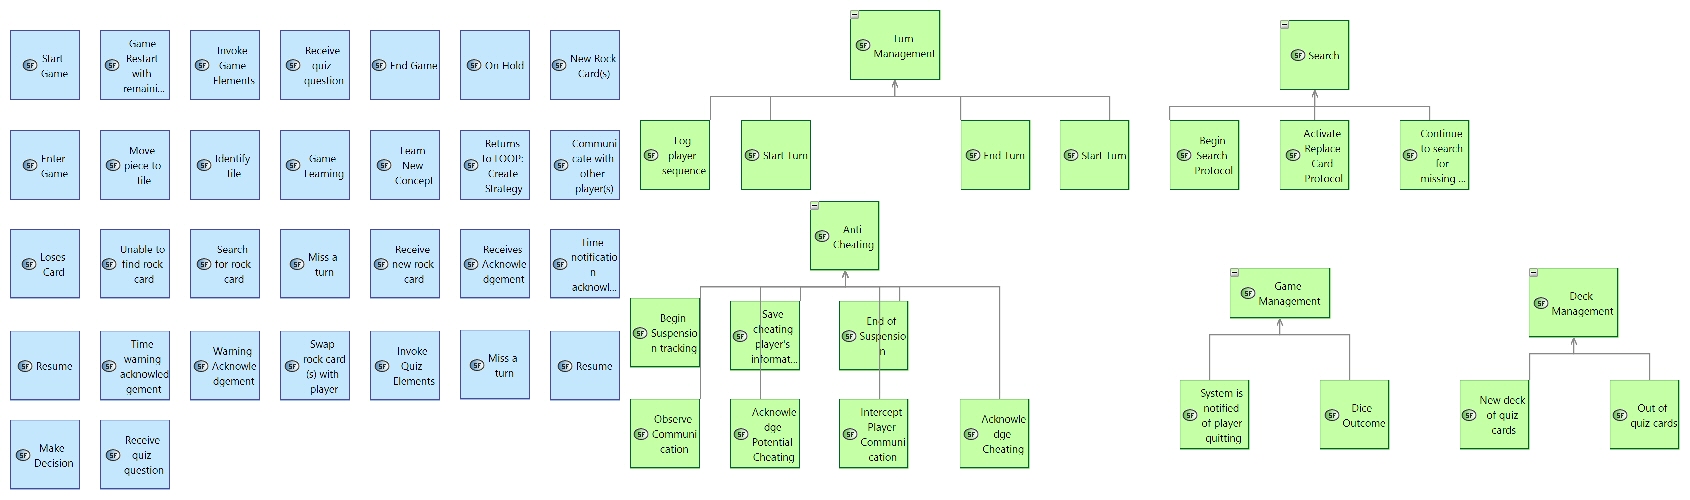 SF Start
Game
SF Game
Restart
with
remaini...
SF Invoke
Game
Elements
SF Receive
quiz
question
SF End Game
SF On Hold
SF New Rock
Card(s)
SF Enter
Game
SF Move
piece to
tile
SF Identify
tile
SF Game
Learning
SF Learn
New
Concept
SF Returns
to LOOP:
Create
Strategy
SF Communi
cate with
other
player(s)
SF Loses
Card
SF Unable to
find rock
card
SF Search
for rock
card
SF Miss a
turn
SF Receive
new rock
card
SF Receives
Acknowle
dgement
SF Time
notificatio
n
acknowl...
SF Resume
SF Time
warning
acknowled
gement
SF Warning
Acknowle
dgement
SF Swap
rock card
(s) with
player
SF Invoke
Quiz
Elements
SF Miss a
turn
SF Resume
SF Make
Decision
SF Receive
quiz
question
SF Turn
Management
SF Log
player
sequence
SF Start Turn
SF End Turn
SF Start Turn
SF Anti
Cheating
SF Begin
Suspensio
n tracking
SF Save
cheating
player's
informat...
SF End of
Suspensio
n
SF Observe
Communi
cation
SF Acknowle
dge
Potential
Cheating
SF Intercept
Player
Communi
cation
SF Acknowle
dge
Cheating
SF Search
SF Begin
Search
Protocol
SF Activate
Replace
Card
Protocol
SF Continue
to search
for
missing ...
SF Game
Management
SF System is
notified
of player
quitting
SF Dice
Outcome
SF Deck
Management
SF New deck
of quiz
cards
SF Out of
quiz cards